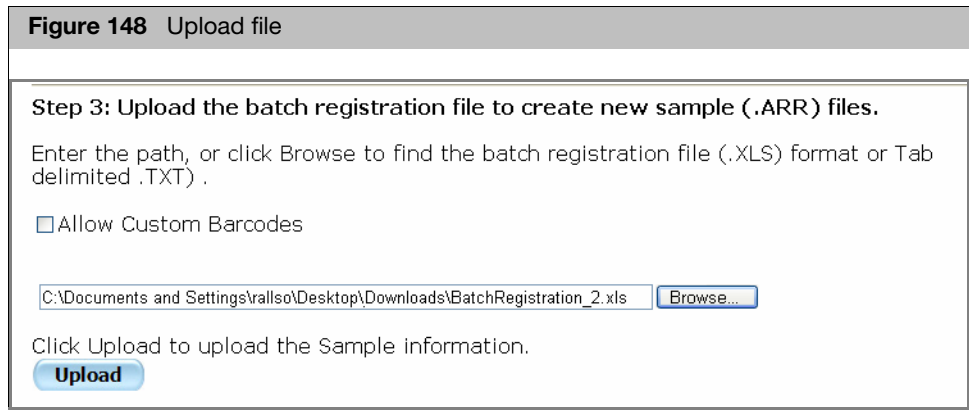 Figure 148 Upload file
Step 3: Upload the batch registration file to create new sample (.ARR) files.
Enter the path, or click Browse to find the batch registration file (.XLS) format or Tab
delimited .TXT) .
Allow Custom Barcodes
C:\Documents and Settings\rallso\Desktop\Downloads\BatchRegistration_2.xls Browse...
Click Upload to upload the Sample information.
Upload